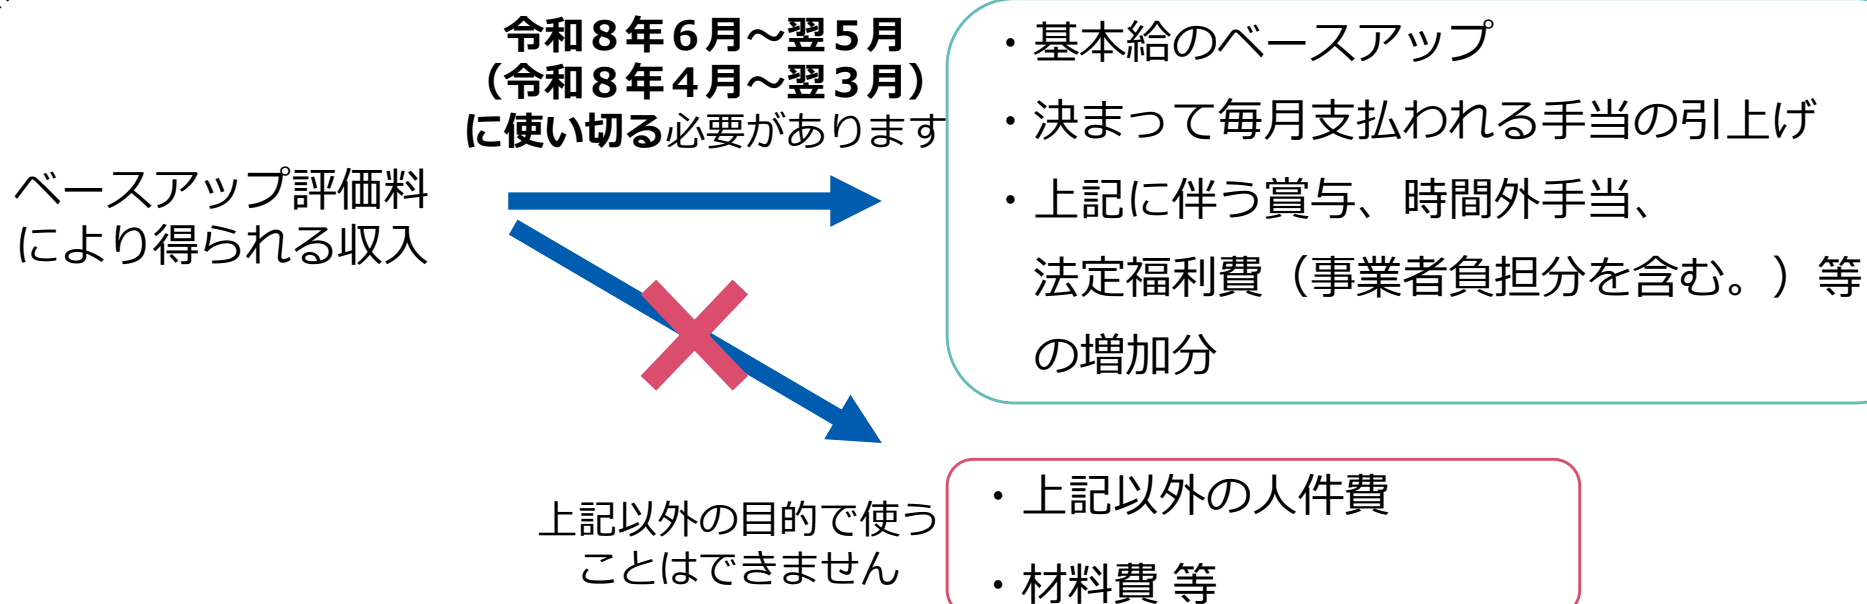 ベースアップ評価料
により得られる収入
令和８年６月～翌５月
（令和８年４月～翌３月）
に使い切る必要があります
・基本給のベースアップ
・決まって毎月支払われる手当の引上げ
・上記に伴う賞与、時間外手当、
法定福利費（事業者負担分を含む。）等
の増加分
上記以外の目的で使う
ことはできません
・上記以外の人件費
・材料費 等